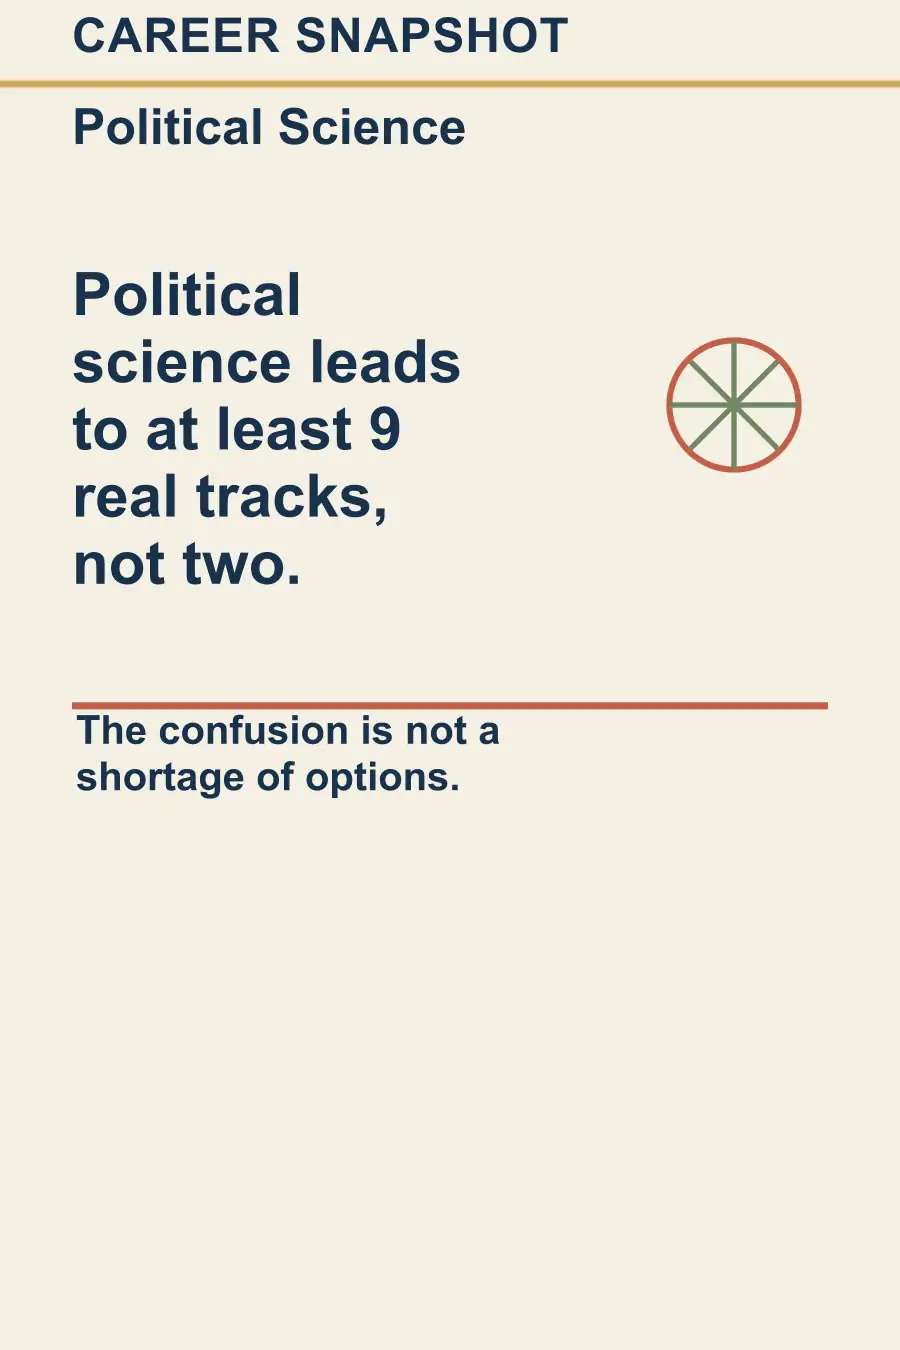 CAREER SNAPSHOT
Political Science
Political
science leads
to at least 9
real tracks,
not two.
The confusion is not a
shortage of options.